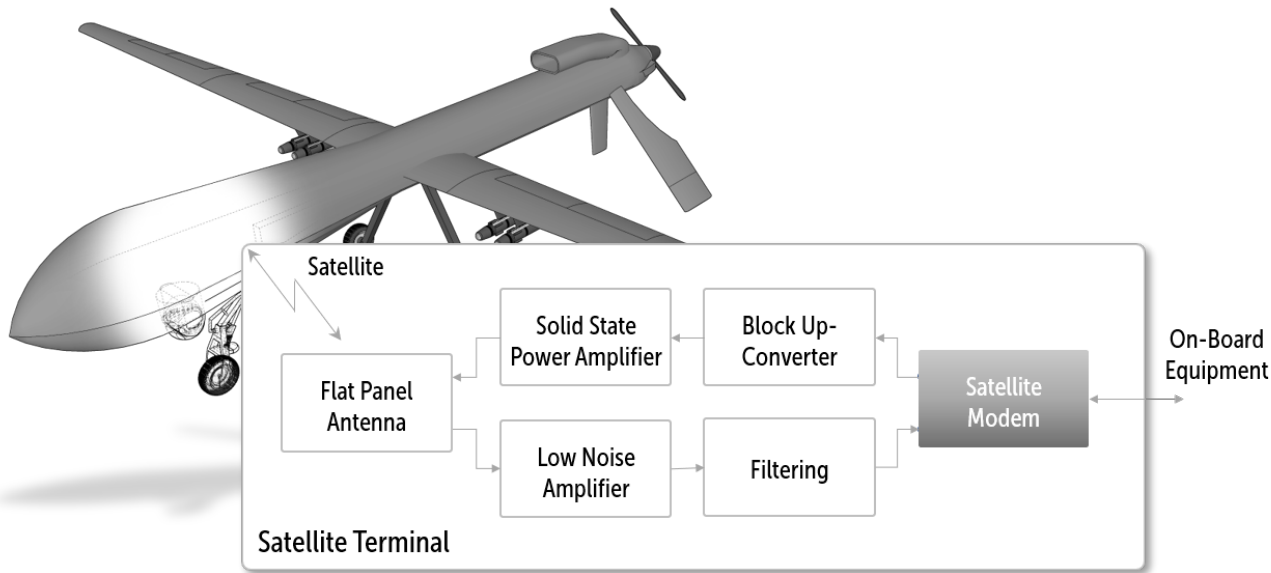 Satellite
Solid State
Power Amplifier
Block Up-
Converter
On-Board
Equipment
Flat Panel
Antenna
Satellite
Modem
Low Noise
Amplifier
Filtering
Satellite Terminal